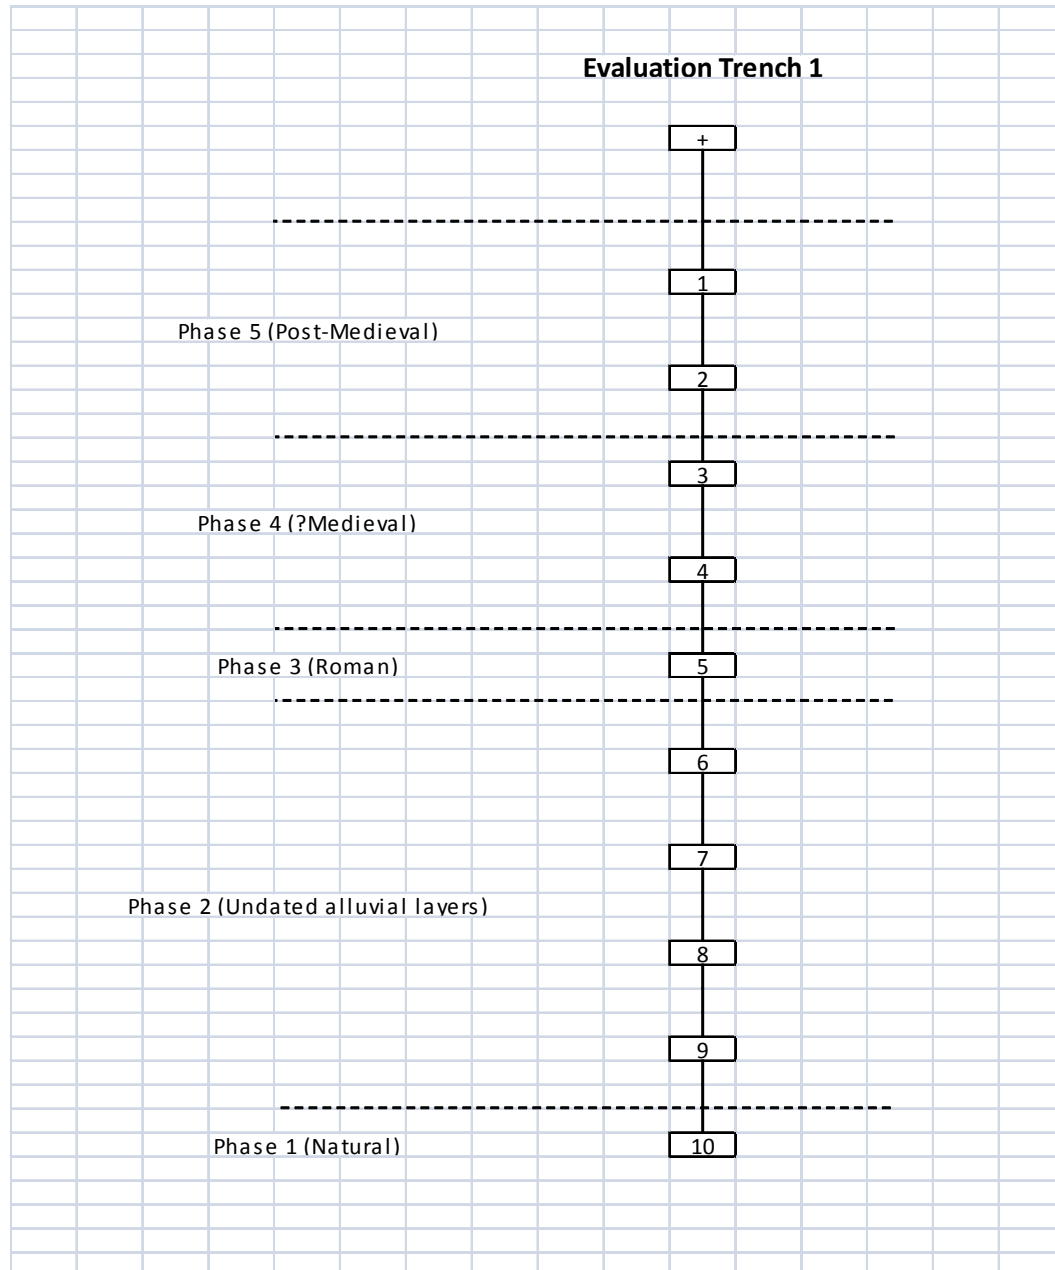 Evaluation Trench 1
+
1
Phase 5 (Post-Medieval)
2
3
Phase 4 (?Medieval)
4
Phase 3 (Roman)
5
6
7
Phase 2 (Undated alluvial layers)
8
9
Phase 1 (Natural)
10